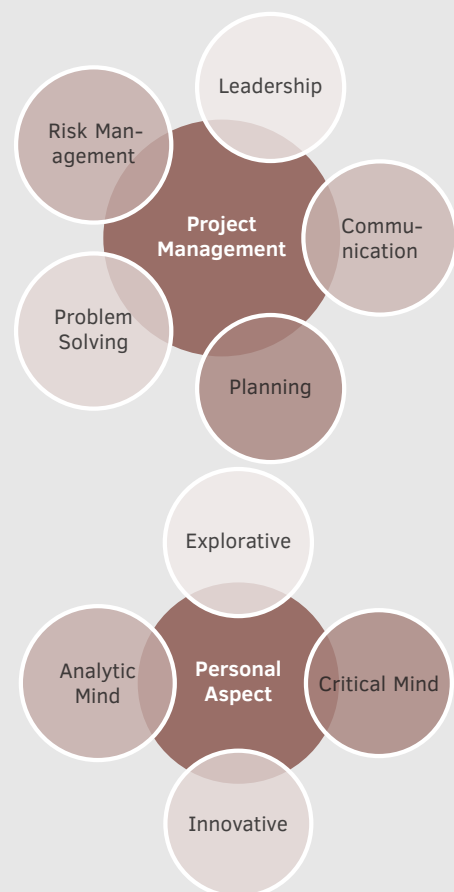 Leadership
Risk Man-
agement
Project
Management
Commu-
nication
Problem
Solving
Planning
Explorative
Analytic
Mind
Personal
Aspect
Critical Mind
Innovative